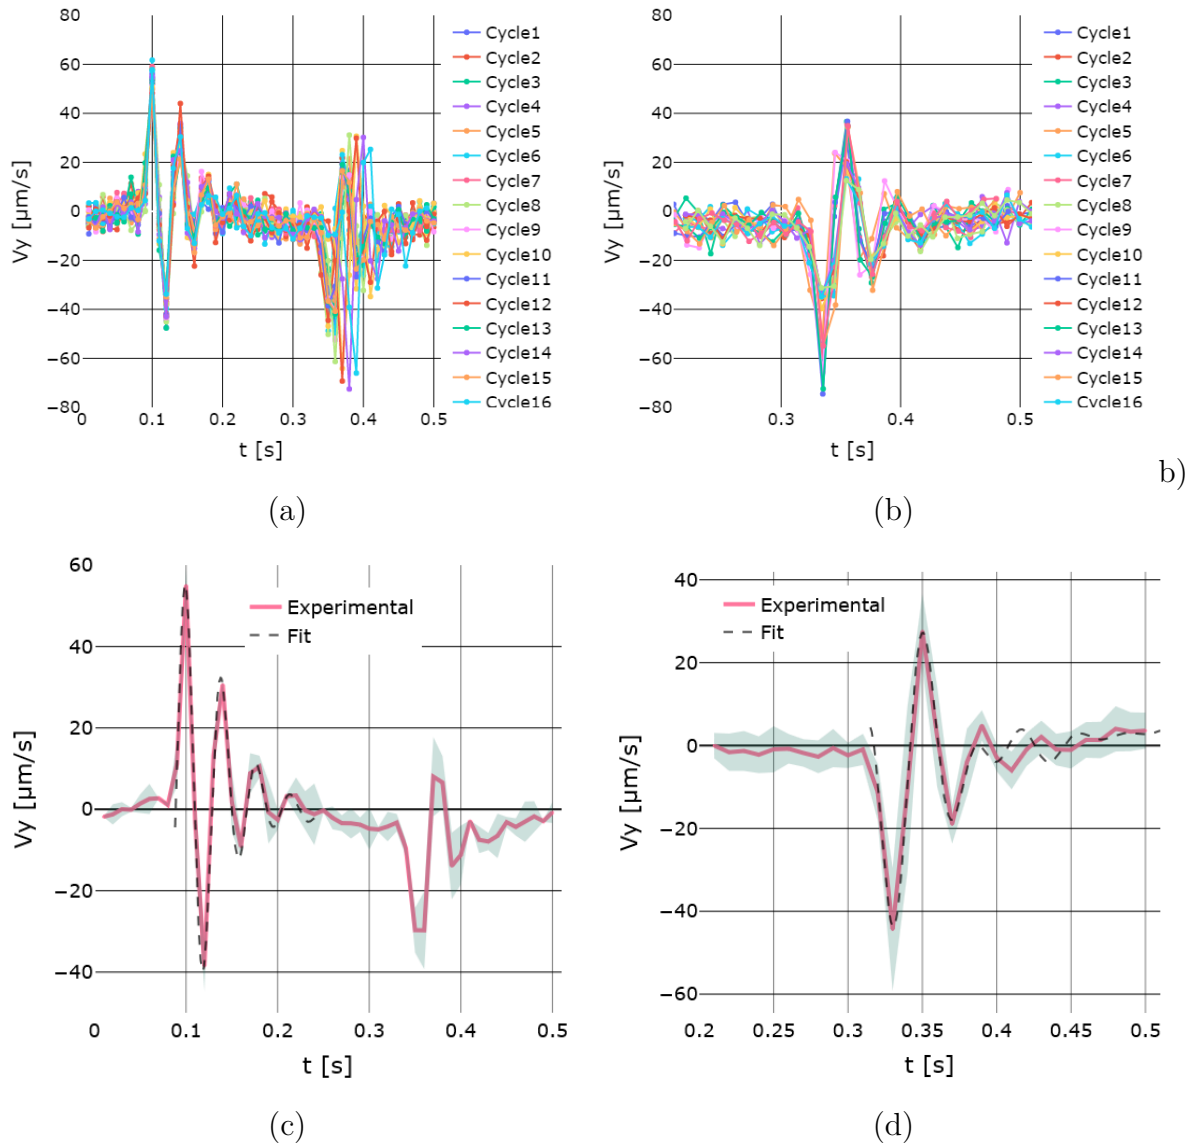 80
60
40
20
0
−20
−40
−60
−80
0
0.1
0.2
0.3
0.4
0.5
Vy [μm/s]
t [s]
Cycle1
Cycle2
Cycle3
Cycle4
Cycle5
Cycle6
Cycle7
Cycle8
Cycle9
Cycle10
Cycle11
Cycle12
Cycle13
Cycle14
Cycle15
Cycle16
(a)
80
60
40
20
0
−20
−40
−60
−80
0.3
0.4
0.5
Vy [μm/s]
t [s]
Cycle1
Cycle2
Cycle3
Cycle4
Cycle5
Cycle6
Cycle7
Cycle8
Cycle9
Cycle10
Cycle11
Cycle12
Cycle13
Cycle14
Cycle15
Cycle16
(b)
b)
60
40
20
0
−20
−40
0
0.1
0.2
0.3
0.4
0.5
Vy [μm/s]
t [s]
Experimental
Fit
(c)
40
20
0
−20
−40
−60
0.2
0.25
0.3
0.35
0.4
0.45
0.5
Vy [μm/s]
t [s]
Experimental
Fit
(d)